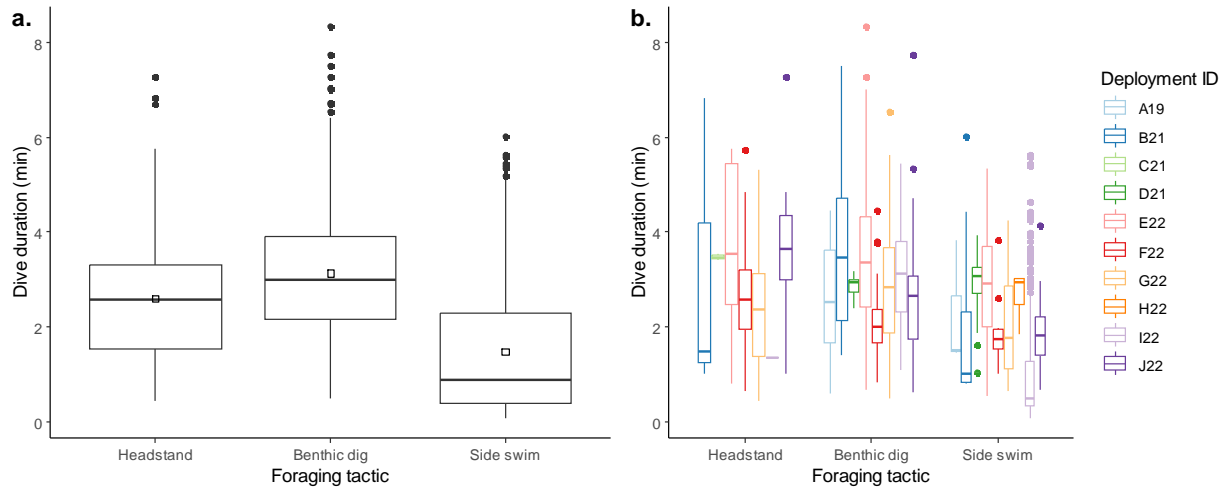 a.
Dive duration (min)
8
6
4
2
0
Headstand
Benthic dig
Side swim
Foraging tactic
b.
Dive duration (min)
8
6
4
2
0
Headstand
Benthic dig
Side swim
Foraging tactic
Deployment ID
A19
B21
C21
D21
E22
F22
G22
H22
I22
J22